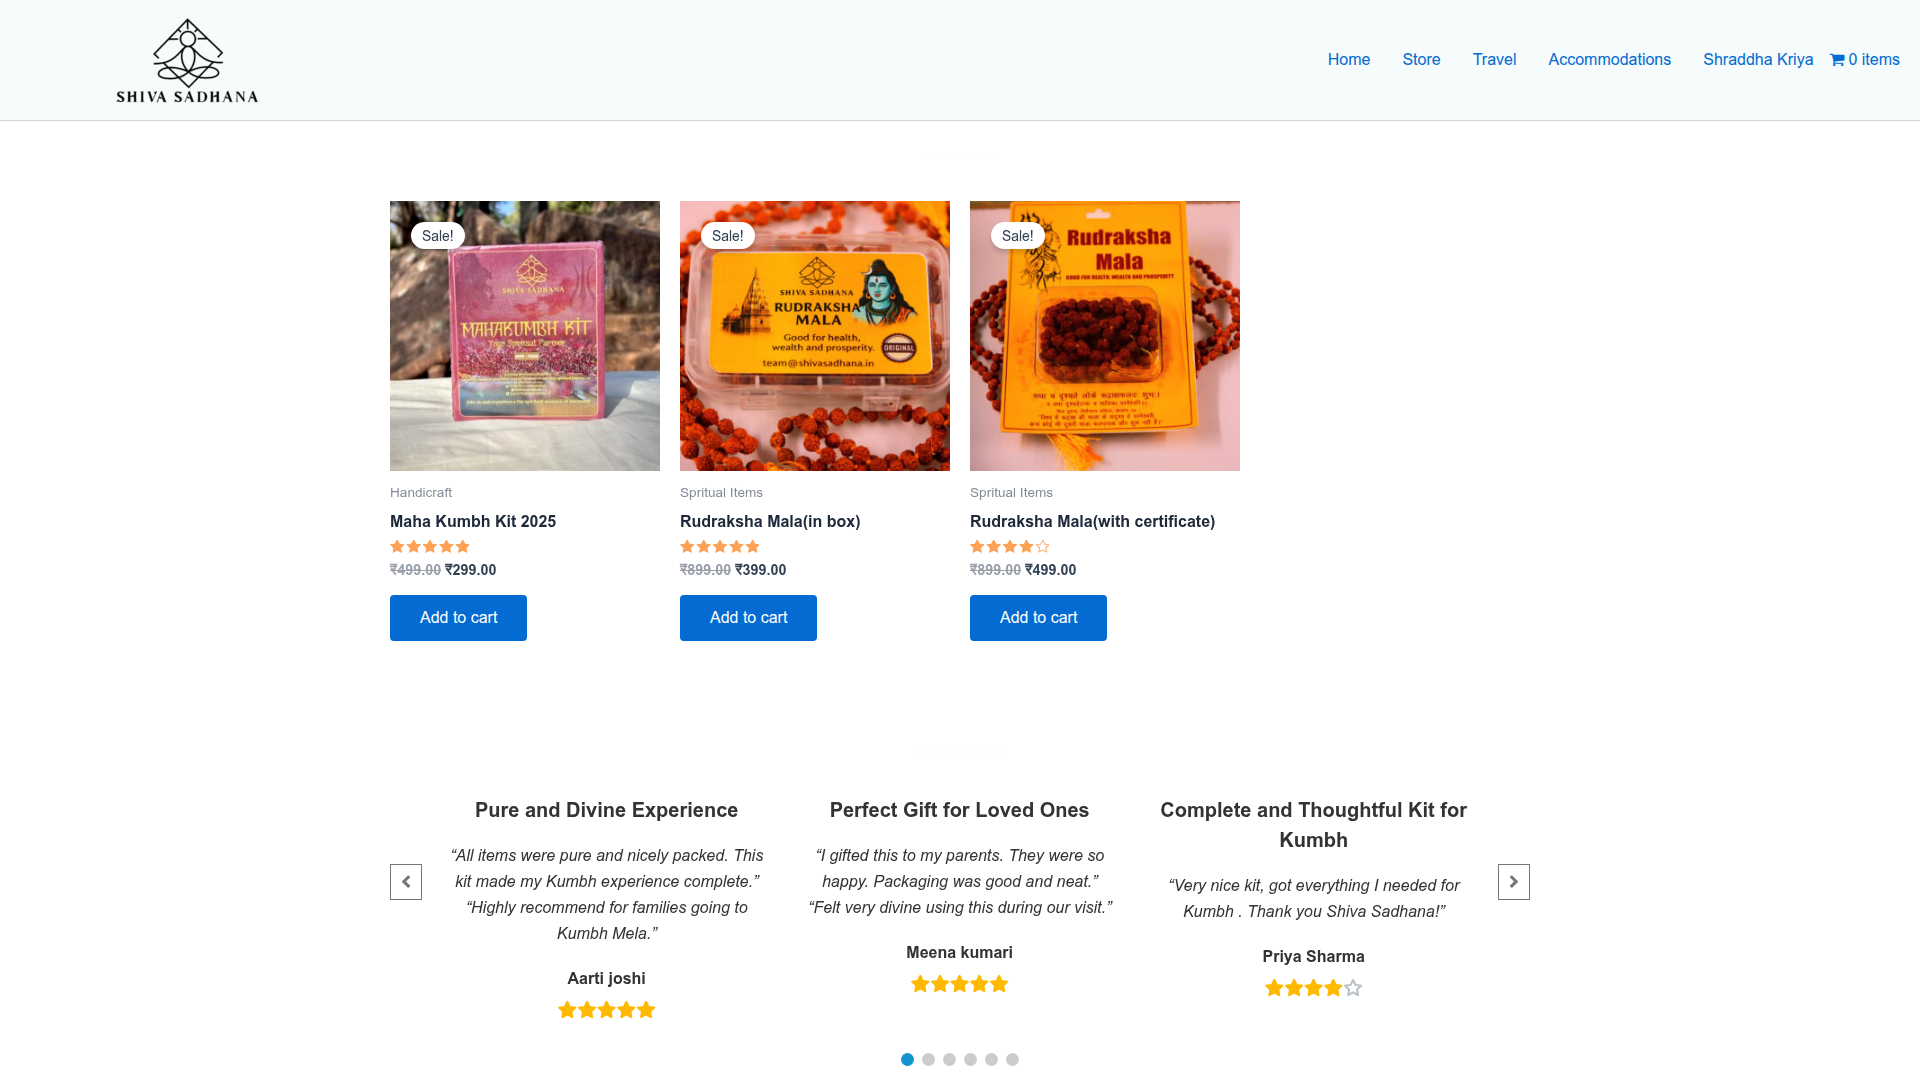 SHIVA SADHANA
Home
Store
Travel
Accommodations
Shraddha Kriya
0 items
Sale!
SHIVA SADHANA
MAHAKUMBH KIT
Your Spiritual Partner
Sale!
SHIVA SADHANA
RUDRAKSHA
MALA
Good for health,
wealth and prosperity.
ORIGINAL
team@shivasadhana.in
Sale!
Rudraksha
Mala
GOOD FOR HEALTH, WEALTH AND PROSPERITY
Handicraft
Maha Kumbh Kit 2025
₹499.00 ₹299.00
Add to cart
Spritual Items
Rudraksha Mala(in box)
₹899.00 ₹399.00
Add to cart
Spritual Items
Rudraksha Mala(with certificate)
₹899.00 ₹499.00
Add to cart
Pure and Divine Experience
“All items were pure and nicely packed. This
kit made my Kumbh experience complete.”
“Highly recommend for families going to
Kumbh Mela.”
Aarti joshi
Perfect Gift for Loved Ones
“I gifted this to my parents. They were so
happy. Packaging was good and neat.”
“Felt very divine using this during our visit.”
Meena kumari
Complete and Thoughtful Kit for
Kumbh
“Very nice kit, got everything I needed for
Kumbh . Thank you Shiva Sadhana!”
Priya Sharma